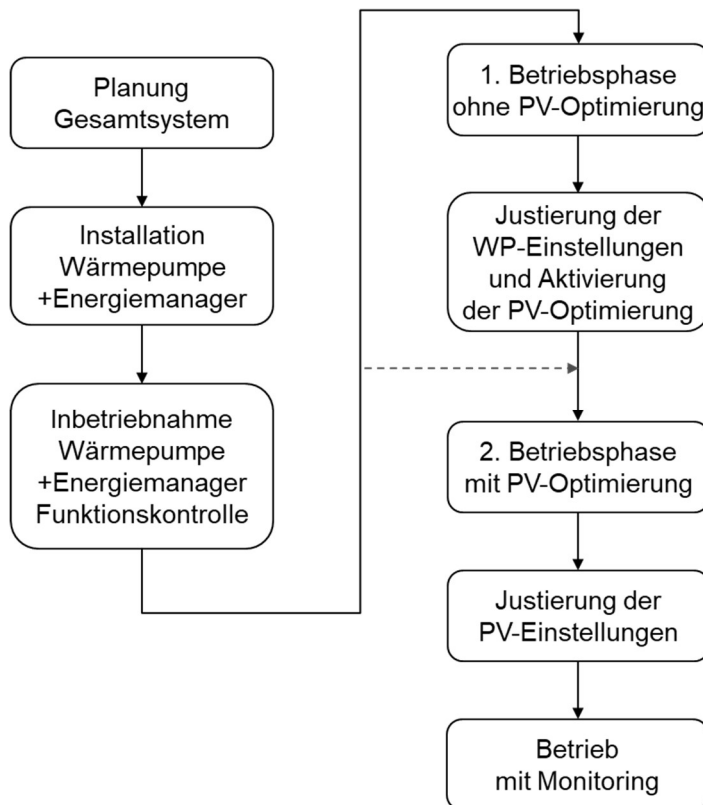 Planung
Gesamtsystem
Installation
Wärmepumpe
+Energiemanager
Inbetriebnahme
Wärmepumpe
+Energiemanager
Funktionskontrolle
1. Betriebsphase
ohne PV-Optimierung
Justierung der
WP-Einstellungen
und Aktivierung
der PV-Optimierung
2. Betriebsphase
mit PV-Optimierung
Justierung der
PV-Einstellungen
Betrieb
mit Monitoring